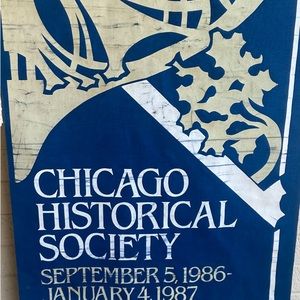 CHICAGO
HISTORICAL
SOCIETY
SEPTEMBER 5, 1986-
JANUARY 4, 1987